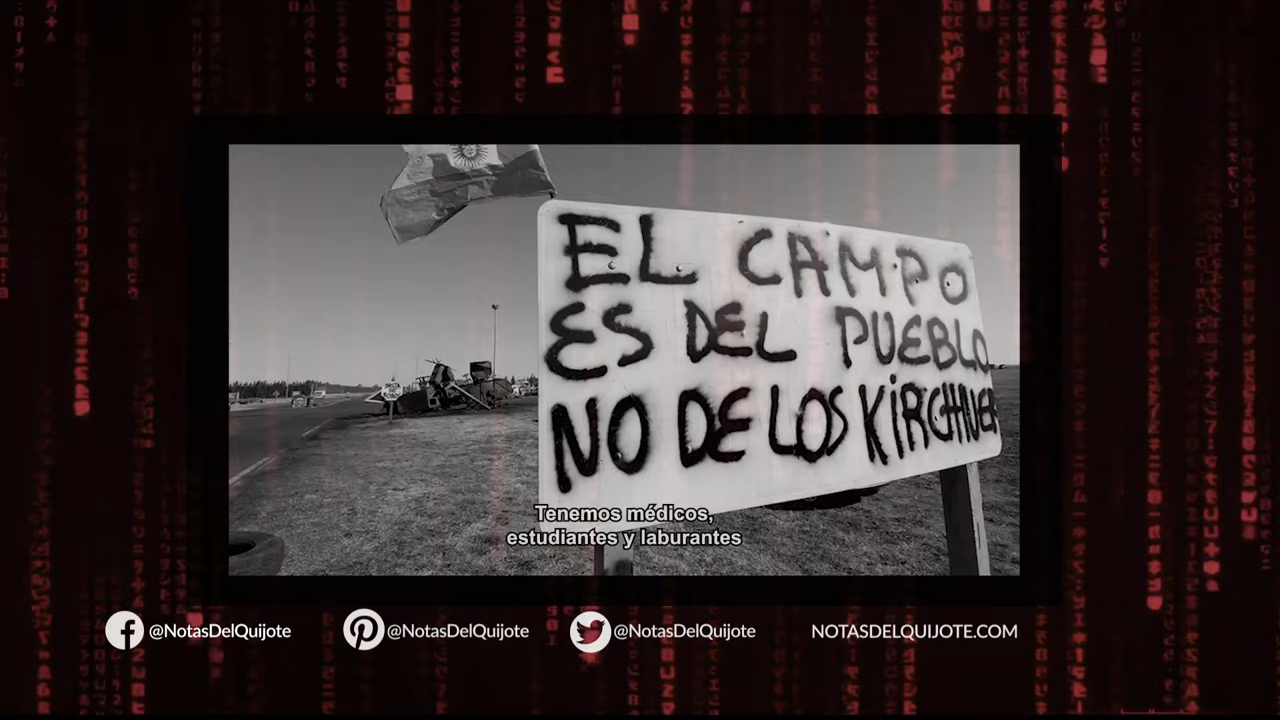 EL CAMPO
ES DEL PUEBLO
NO DE LOS KIRCHNER
Tenemos médicos,
estudiantes y laburantes
@NotasDelQuijote
@NotasDelQuijote
@NotasDelQuijote
NOTASDELQUIJOTE.COM